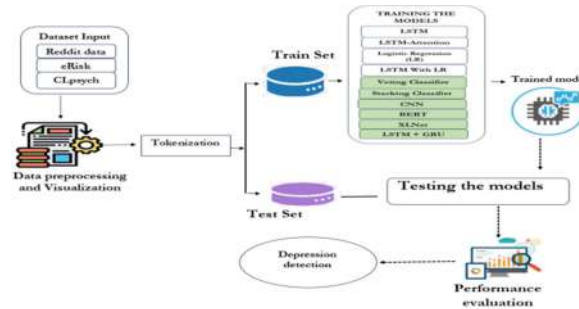 Dataset Input
Reddit data
eRisk
CLpsych
Data preprocessing
and Visualization
Tokenization
Train Set
Test Set
TRAINING THE
MODELS
LSTM
LSTM-Attention
Logistic Regression
(LR)
LSTM With LR
Voting Classifier
Stacking Classifier
CNN
BERT
XLNet
LSTM + GRU
Trained mode
Testing the models
Performance
evaluation
Depression
detection